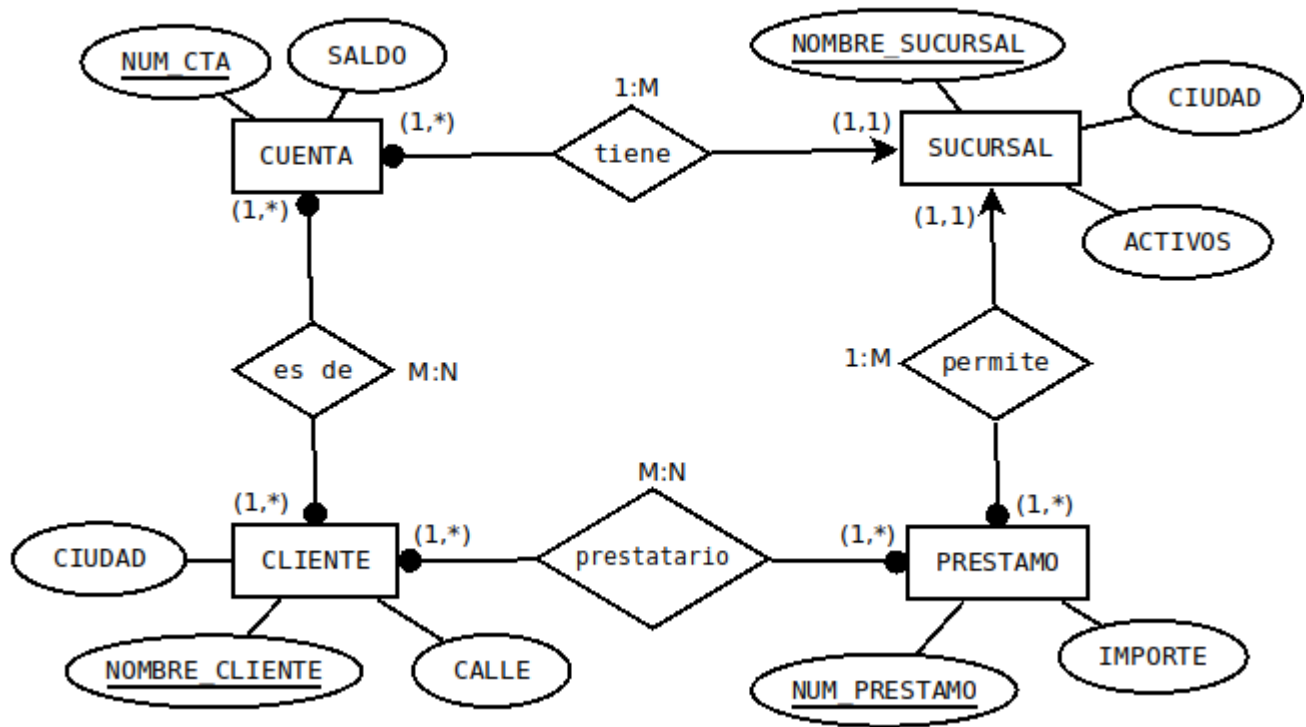 NUM_CTA
SALDO
NOMBRE_SUCURSAL
CIUDAD
1:M
(1,*)
(1,1)
CUENTA
tiene
SUCURSAL
(1,*)
(1,1)
ACTIVOS
es de
M:N
1:M
permite
M:N
(1,*)
(1,*)
(1,*)
(1,*)
CIUDAD
CLIENTE
prestatario
PRESTAMO
NOMBRE_CLIENTE
CALLE
NUM_PRESTAMO
IMPORTE